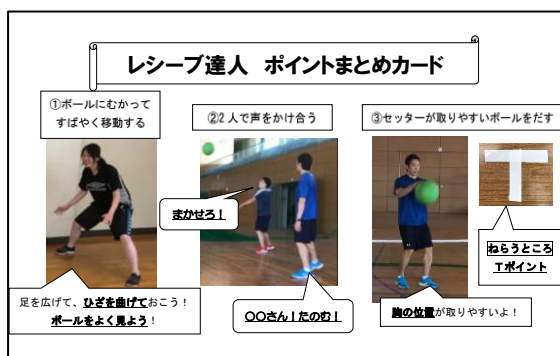 レシーブ達人 ポイントまとめカード
①ボールにむかって
すばやく移動する
足を広げて、ひざを曲げておこう！
ボールをよく見よう！
②2人で声をかけ合う
まかせろ！
〇〇さん！たのむ！
③セッターが取りやすいボールをだす
T
ねらうところ
Tポイント
胸の位置が取りやすいよ！